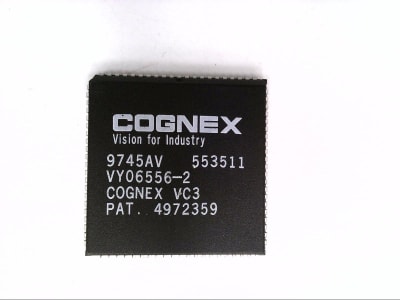 COGNEX
Vision for Industry
9745AV 553511
VY06556-2
COGNEX VC3
PAT. 4972359